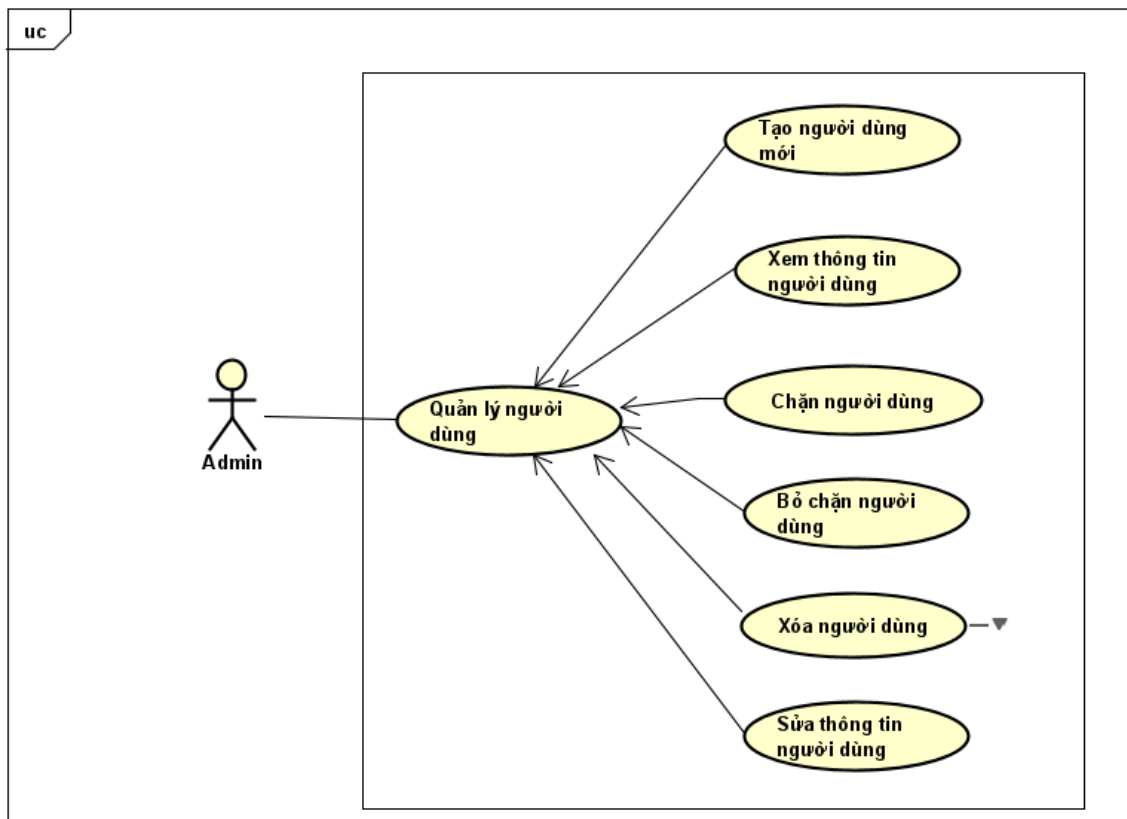 uc
Tạo người dùng
mới
Xem thông tin
người dùng
Chặn người dùng
Quản lý người
dùng
Admin
Bỏ chặn người
dùng
Xóa người dùng
Sửa thông tin
người dùng